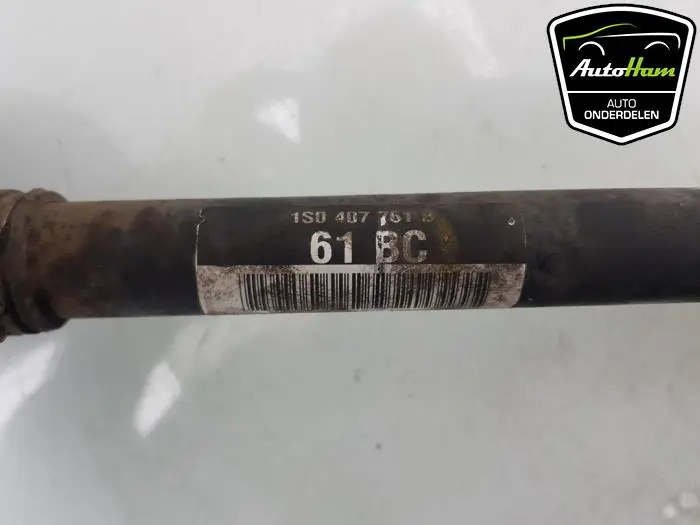 AutoHam
AUTO
ONDERDELEN
1S0 407 761 B
61 BC